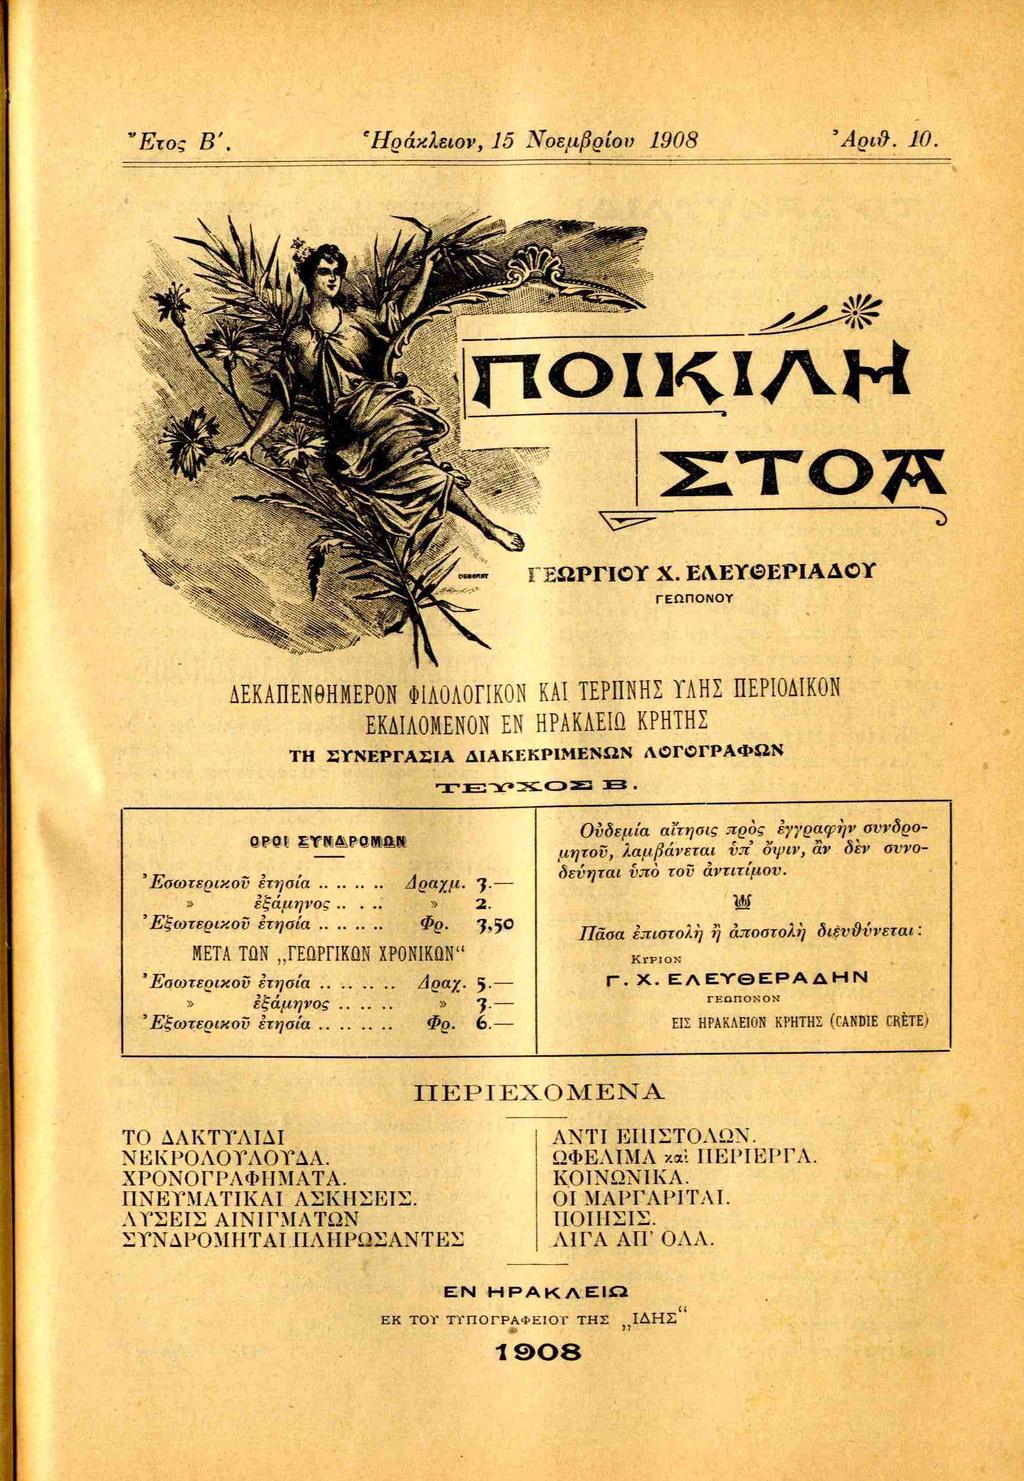 Ἔτος Β'. Ἡράκλειον, 15 Νοεμβρίου 1908 Ἀριθ. 10.
ΠΟΙΚΙΛΗ
ΣΤΟΑ
ΓΕΩΡΓΙΟΥ Χ. ΕΛΕΥΘΕΡΙΑΔΟΥ
ΓΕΩΠΟΝΟΥ
ΔΕΚΑΠΕΝΘΗΜΕΡΟΝ ΦΙΛΟΛΟΓΙΚΟΝ ΚΑΙ ΤΕΡΠΝΗΣ ΥΛΗΣ ΠΕΡΙΟΔΙΚΟΝ
ΕΚΔΙΔΟΜΕΝΟΝ ΕΝ ΗΡΑΚΛΕΙΩ ΚΡΗΤΗΣ
ΤΗ ΣΥΝΕΡΓΑΣΙΑ ΔΙΑΚΕΚΡΙΜΕΝΩΝ ΛΟΓΟΓΡΑΦΩΝ
ΤΕΥΧΟΣ Β.
ΟΡΟΙ ΣΥΝΔΡΟΜΩΝ
Ἐσωτερικοῦ ἐτησία .. .. .. .. Δραχμ. 3.—
» ἑξάμηνος .. . .. » 2.
Ἐξωτερικοῦ ἐτησία .. .. .. .. Φρ. 3,50
ΜΕΤΑ ΤΩΝ „ΓΕΩΡΓΙΚΩΝ ΧΡΟΝΙΚΩΝ“
Ἐσωτερικοῦ ἐτησία .. .. .. .. Δραχ. 5.—
» ἑξάμηνος .. .. .. » 3.—
Ἐξωτερικοῦ ἐτησία .. .. .. .. Φρ. 6.—
Οὐδεμία αἴτησις πρὸς ἐγγραφὴν συνδρο-
μητοῦ, λαμβάνεται ὑπ' ὄψιν, ἂν δὲν συνο-
δεύηται ὑπὸ τοῦ ἀντιτίμου.
Πᾶσα ἐπιστολὴ ἢ ἀποστολὴ διευθύνεται:
ΚΥΡΙΟΝ
Γ. Χ. ΕΛΕΥΘΕΡΑΔΗΝ
ΓΕΩΠΟΝΟΝ
ΕΙΣ ΗΡΑΚΛΕΙΟΝ ΚΡΗΤΗΣ (CANDIE CRÈTE)
ΠΕΡΙΕΧΟΜΕΝΑ
ΤΟ ΔΑΚΤΥΛΙΔΙ
ΝΕΚΡΟΛΟΥΛΟΥΔΑ.
ΧΡΟΝΟΓΡΑΦΗΜΑΤΑ.
ΠΝΕΥΜΑΤΙΚΑΙ ΑΣΚΗΣΕΙΣ.
ΛΥΣΕΙΣ ΑΙΝΙΓΜΑΤΩΝ
ΣΥΝΔΡΟΜΗΤΑΙ ΠΛΗΡΩΣΑΝΤΕΣ
ΑΝΤΙ ΕΠΙΣΤΟΛΩΝ.
ΩΦΕΛΙΜΑ καὶ ΠΕΡΙΕΡΓΑ.
ΚΟΙΝΩΝΙΚΑ.
ΟΙ ΜΑΡΓΑΡΙΤΑΙ.
ΠΟΙΗΣΙΣ.
ΛΙΓΑ ΑΠ' ΟΛΑ.
ΕΝ ΗΡΑΚΛΕΙΩ
ΕΚ ΤΟΥ ΤΥΠΟΓΡΑΦΕΙΟΥ ΤΗΣ „ΙΔΗΣ“
1908